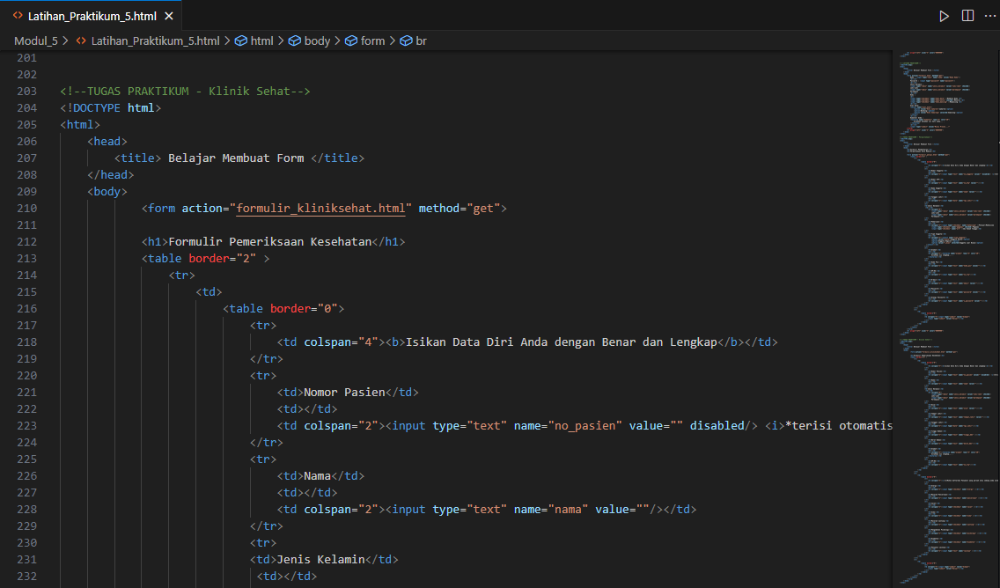 Latihan_Praktikum_5.html
Modul_5 > Latihan_Praktikum_5.html > html > body > form > br
201
202
203 <!--TUGAS PRAKTIKUM - Klinik Sehat-->
204 <!DOCTYPE html>
205 <html>
206 <head>
207 <title> Belajar Membuat Form </title>
208 </head>
209 <body>
210 <form action="formulir_kliniksehat.html" method="get">
211
212 <h1>Formulir Pemeriksaan Kesehatan</h1>
213 <table border="2" >
214 <tr>
215 <td>
216 <table border="0">
217 <tr>
218 <td colspan="4"><b>Isikan Data Diri Anda dengan Benar dan Lengkap</b></td>
219 </tr>
220 <tr>
221 <td>Nomor Pasien</td>
222 <td></td>
223 <td colspan="2"><input type="text" name="no_pasien" value="" disabled/> <i>*terisi otomatis
224 </tr>
225 <tr>
226 <td>Nama</td>
227 <td></td>
228 <td colspan="2"><input type="text" name="nama" value=""/></td>
229 </tr>
230 <tr>
231 <td>Jenis Kelamin</td>
232 <td></td>